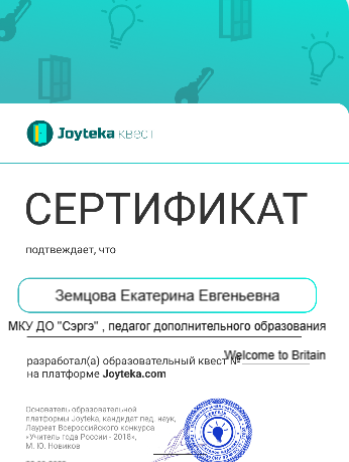 Joyteka квест
СЕРТИФИКАТ
подтверждает, что
Земцова Екатерина Евгеньевна
МКУ ДО "Сэргэ" , педагог дополнительного образования
разработал(а) образовательный квест № Welcome to Britain
на платформе Joyteka.com
Основатель образовательной
платформы Joyteka, кандидат пед. наук,
Лауреат Всероссийского конкурса
«Учитель года России - 2016»,
М. Ю. Новиков